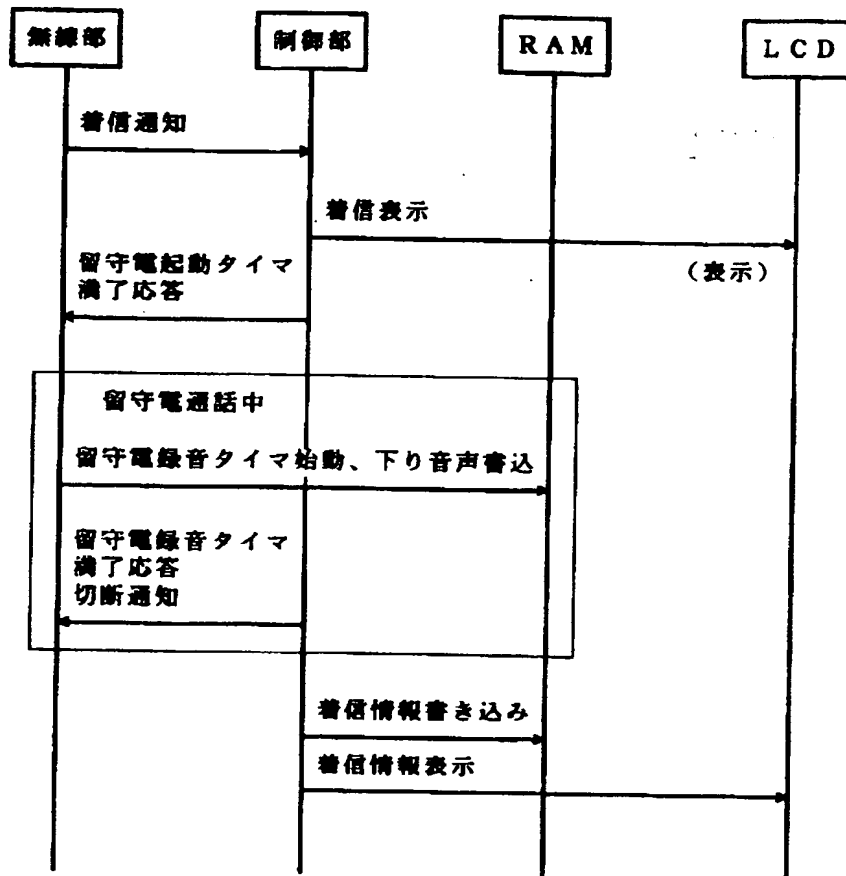 無線部
制御部
RAM
LCD
着信通知
着信表示
(表示)
留守電起動タイマ
満了応答
留守電通話中
留守電録音タイマ始動、下り音声書込
留守電録音タイマ
満了応答
切断通知
着信情報書き込み
着信情報表示